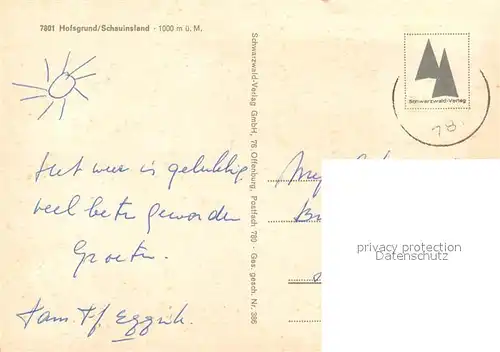 7801 Hofsgrund/Schauinsland - 1000 m ü. M.
Het weer is gelukkig
veel beter geworden
Groeten.
Fam.
Schwarzwald-Verlag GmbH, 76 Offenburg, Postfach 780 - Ges. gesch. Nr. 386
Schwarzwald-Verlag
78
privacy protection
Datenschutz